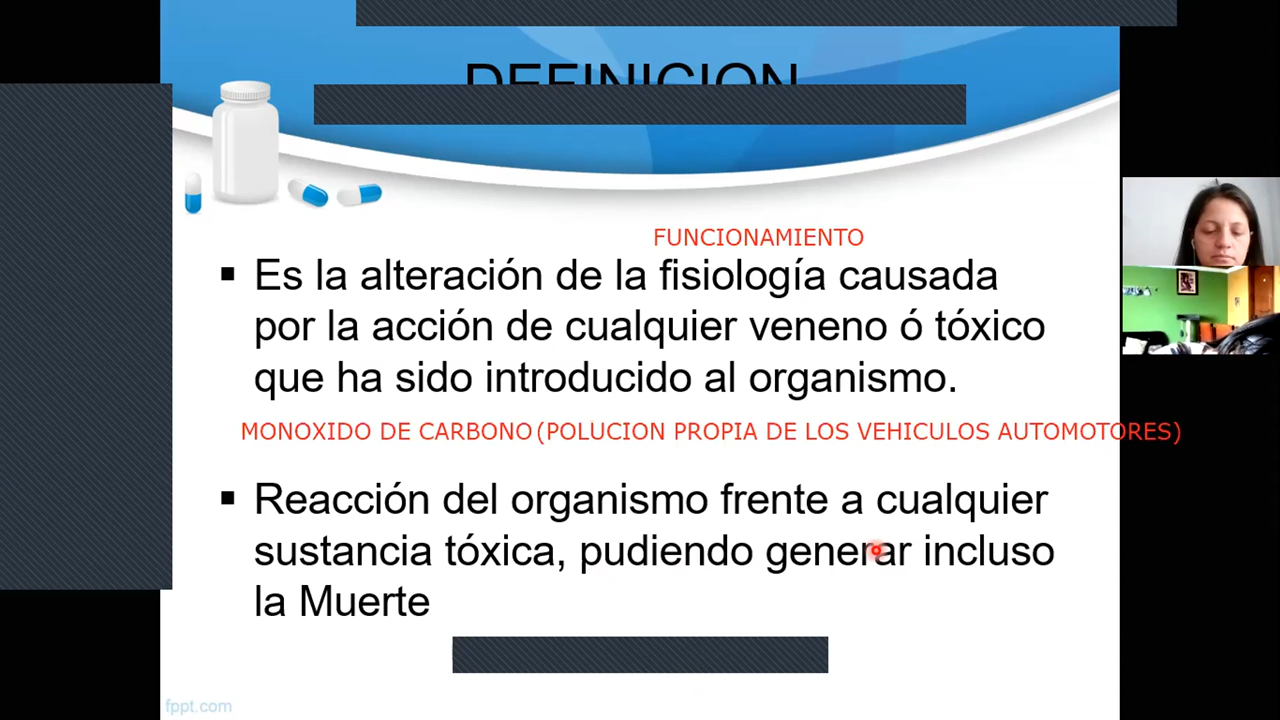 DEFINICION
FUNCIONAMIENTO
▪ Es la alteración de la fisiología causada
por la acción de cualquier veneno ó tóxico
que ha sido introducido al organismo.
MONOXIDO DE CARBONO(POLUCION PROPIA DE LOS VEHICULOS AUTOMOTORES)
▪ Reacción del organismo frente a cualquier
sustancia tóxica, pudiendo generar incluso
la Muerte
fppt.com